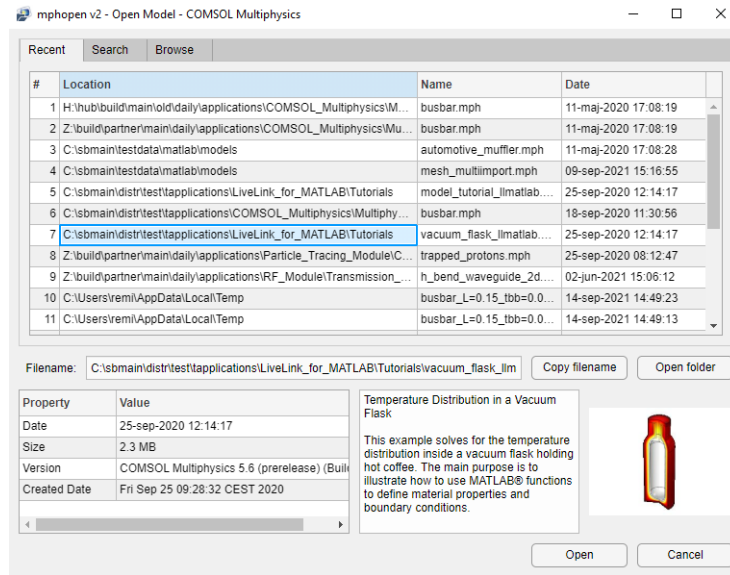 mphopen v2 - Open Model - COMSOL Multiphysics
Recent Search Browse
# Location Name Date
1 H:\hub\build\main\old\daily\applications\COMSOL_Multiphysics\M... busbar.mph 11-maj-2020 17:08:19
2 Z:\build\partner\main\daily\applications\COMSOL_Multiphysics\Mu... busbar.mph 11-maj-2020 17:08:19
3 C:\sbmain\testdata\matlab\models automotive_muffler.mph 11-maj-2020 17:08:28
4 C:\sbmain\testdata\matlab\models mesh_multiimport.mph 09-sep-2021 15:16:55
5 C:\sbmain\distr\test\tapplications\LiveLink_for_MATLAB\Tutorials model_tutorial_llmatlab.... 25-sep-2020 12:14:17
6 C:\sbmain\distr\test\tapplications\COMSOL_Multiphysics\Multiphy... busbar.mph 18-sep-2020 11:30:56
7 C:\sbmain\distr\test\tapplications\LiveLink_for_MATLAB\Tutorials vacuum_flask_llmatlab.... 25-sep-2020 12:14:17
8 Z:\build\partner\main\daily\applications\Particle_Tracing_Module\C... trapped_protons.mph 25-sep-2020 08:12:47
9 Z:\build\partner\main\daily\applications\RF_Module\Transmission_... h_bend_waveguide_2d.... 02-jun-2021 15:06:12
10 C:\Users\remi\AppData\Local\Temp busbar_L=0.15_tbb=0.0... 14-sep-2021 14:49:23
11 C:\Users\remi\AppData\Local\Temp busbar_L=0.15_tbb=0.0... 14-sep-2021 14:49:13
Filename: C:\sbmain\distr\test\tapplications\LiveLink_for_MATLAB\Tutorials\vacuum_flask_llm Copy filename Open folder
Property Value
Date 25-sep-2020 12:14:17
Size 2.3 MB
Version COMSOL Multiphysics 5.6 (prerelease) (Build
Created Date Fri Sep 25 09:28:32 CEST 2020
Temperature Distribution in a Vacuum
Flask
This example solves for the temperature
distribution inside a vacuum flask holding
hot coffee. The main purpose is to
illustrate how to use MATLAB® functions
to define material properties and
boundary conditions.
Open Cancel